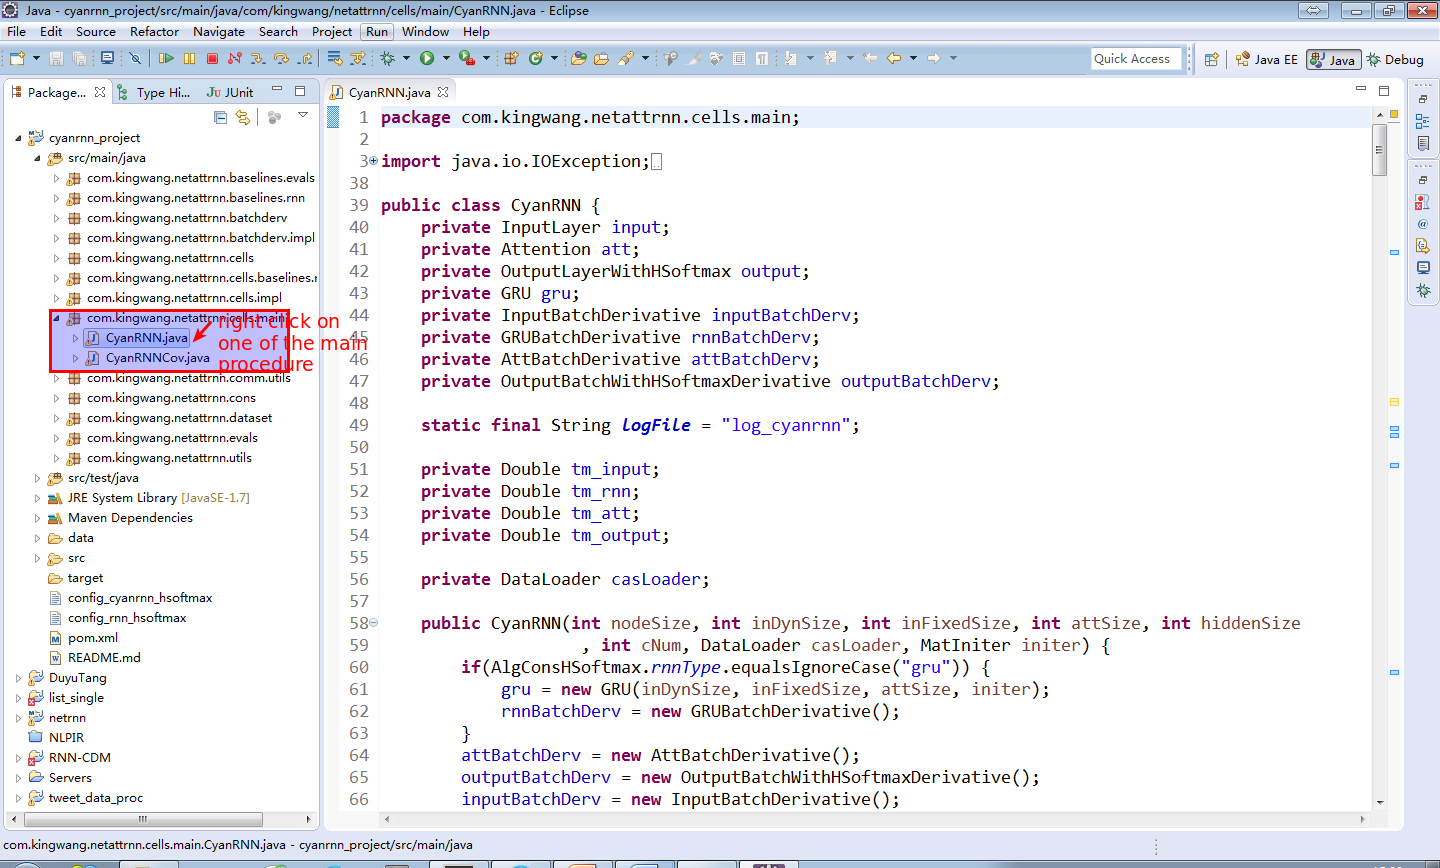 Java - cyanrnn_project/src/main/java/com/kingwang/netattrnn/cells/main/CyanRNN.java - Eclipse
File Edit Source Refactor Navigate Search Project Run Window Help
Quick Access
Java EE
Java
Debug
Package...
Type Hi...
JUnit
cyanrnn_project
src/main/java
com.kingwang.netattrnn.baselines.evals
com.kingwang.netattrnn.baselines.rnn
com.kingwang.netattrnn.batchderv
com.kingwang.netattrnn.batchderv.impl
com.kingwang.netattrnn.cells
com.kingwang.netattrnn.cells.baselines.r
com.kingwang.netattrnn.cells.impl
com.kingwang.netattrnn.cells.main
CyanRNN.java
CyanRNNCov.java
com.kingwang.netattrnn.comm.utils
com.kingwang.netattrnn.cons
com.kingwang.netattrnn.dataset
com.kingwang.netattrnn.evals
com.kingwang.netattrnn.utils
src/test/java
JRE System Library [JavaSE-1.7]
Maven Dependencies
data
src
target
config_cyanrnn_hsoftmax
config_rnn_hsoftmax
pom.xml
README.md
DuyuTang
list_single
netrnn
NLPIR
RNN-CDM
Servers
tweet_data_proc
right click on
one of the main
procedure
CyanRNN.java
1 package com.kingwang.netattrnn.cells.main;
2
3 import java.io.IOException;
38
39 public class CyanRNN {
40 private InputLayer input;
41 private Attention att;
42 private OutputLayerWithHSoftmax output;
43 private GRU gru;
44 private InputBatchDerivative inputBatchDerv;
45 private GRUBatchDerivative rnnBatchDerv;
46 private AttBatchDerivative attBatchDerv;
47 private OutputBatchWithHSoftmaxDerivative outputBatchDerv;
48
49 static final String logFile = "log_cyanrnn";
50
51 private Double tm_input;
52 private Double tm_rnn;
53 private Double tm_att;
54 private Double tm_output;
55
56 private DataLoader casLoader;
57
58 public CyanRNN(int nodeSize, int inDynSize, int inFixedSize, int attSize, int hiddenSize
59 , int cNum, DataLoader casLoader, MatIniter initer) {
60 if(AlgConsHSoftmax.rnnType.equalsIgnoreCase("gru")) {
61 gru = new GRU(inDynSize, inFixedSize, attSize, initer);
62 rnnBatchDerv = new GRUBatchDerivative();
63 }
64 attBatchDerv = new AttBatchDerivative();
65 outputBatchDerv = new OutputBatchWithHSoftmaxDerivative();
66 inputBatchDerv = new InputBatchDerivative();
com.kingwang.netattrnn.cells.main.CyanRNN.java - cyanrnn_project/src/main/java